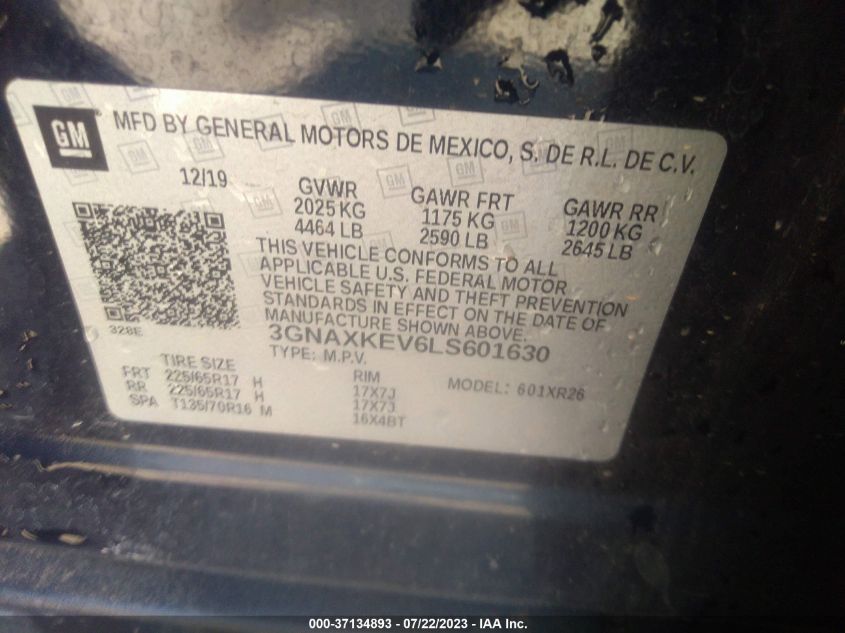 GM
MFD BY GENERAL MOTORS DE MEXICO, S. DE R.L. DE C.V.
12/19 GVWR GAWR FRT GAWR RR
2025 KG 1175 KG 1200 KG
4464 LB 2590 LB 2645 LB
THIS VEHICLE CONFORMS TO ALL
APPLICABLE U.S. FEDERAL MOTOR
VEHICLE SAFETY AND THEFT PREVENTION
STANDARDS IN EFFECT ON THE DATE OF
MANUFACTURE SHOWN ABOVE.
328E
3GNAXKEV6LS601630
TYPE: M.P.V.
TIRE SIZE RIM MODEL: 601XR26
FRT 225/65R17 H 17X7J
RR 225/65R17 H 17X7J
SPA T135/70R16 M 16X4BT
000-37134893 - 07/22/2023 - IAA Inc.